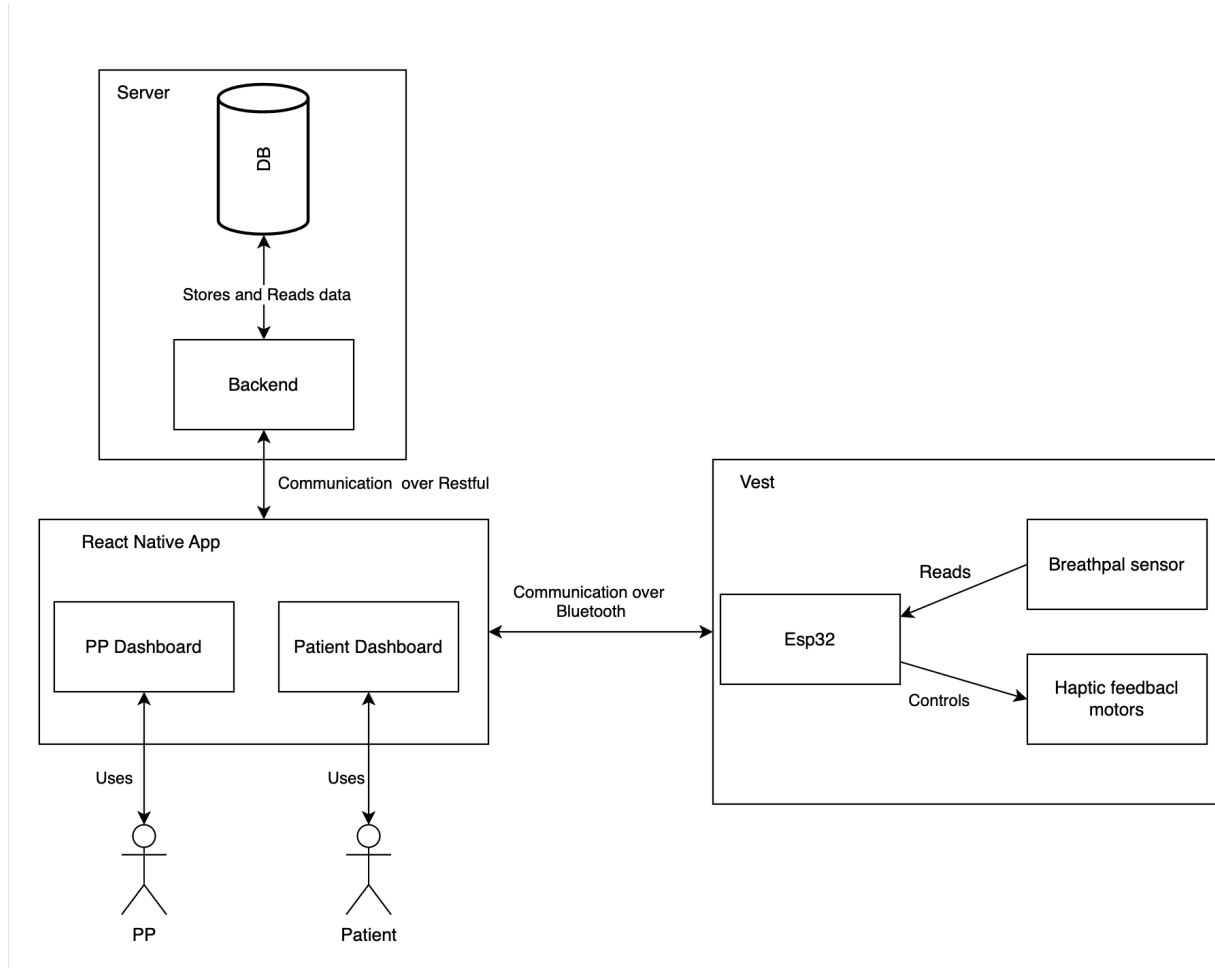 Server
DB
Stores and Reads data
Backend
Communication  over Restful
React Native App
PP Dashboard
Patient Dashboard
Uses
Uses
PP
Patient
Communication over
Bluetooth
Vest
Esp32
Reads
Controls
Breathpal sensor
Haptic feedbacl
motors